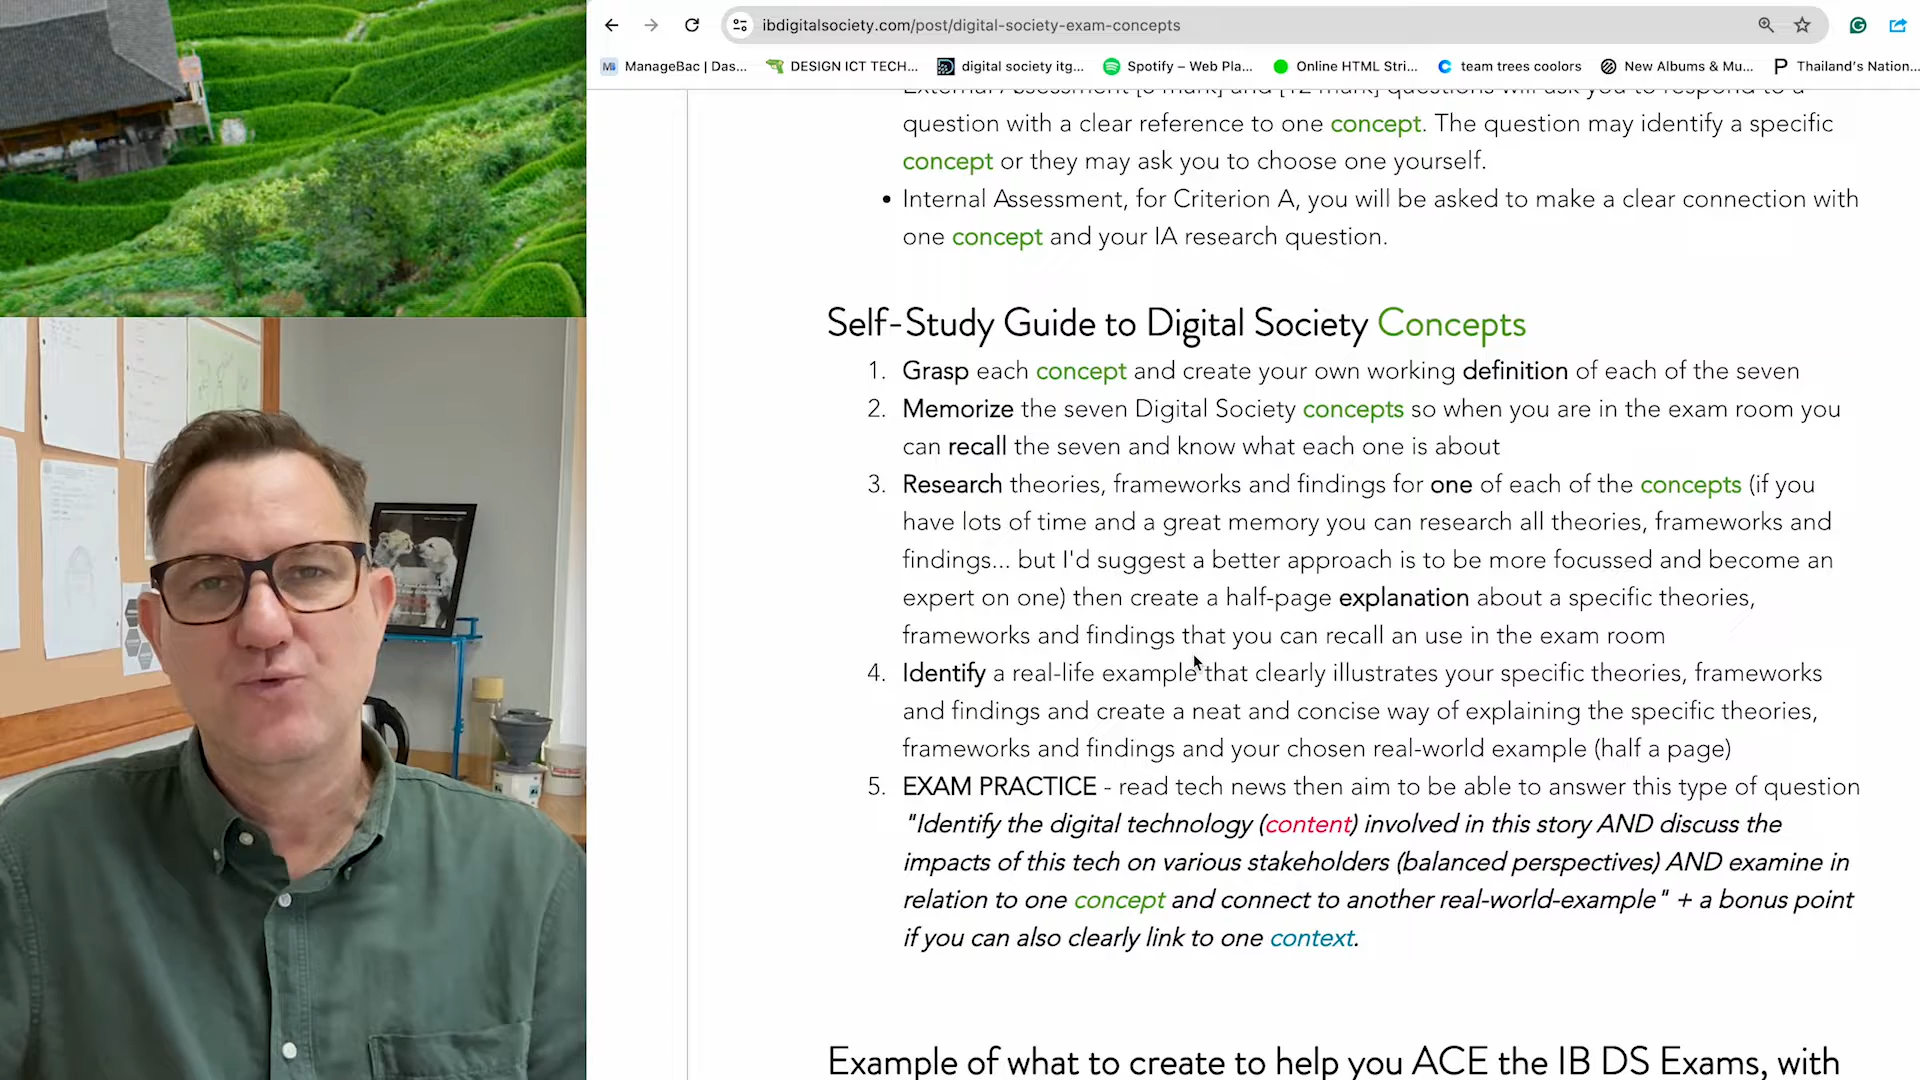 ibdigitalsociety.com/post/digital-society-exam-concepts
ManageBac | Das...
DESIGN ICT TECH...
digital society itg...
Spotify – Web Pla...
Online HTML Stri...
team trees coolors
New Albums & Mu...
Thailand's Nation...
External Assessment [6 mark] and [12 mark] questions will ask you to respond to a
question with a clear reference to one concept. The question may identify a specific
concept or they may ask you to choose one yourself.
• Internal Assessment, for Criterion A, you will be asked to make a clear connection with
one concept and your IA research question.
Self-Study Guide to Digital Society Concepts
1. Grasp each concept and create your own working definition of each of the seven
2. Memorize the seven Digital Society concepts so when you are in the exam room you
can recall the seven and know what each one is about
3. Research theories, frameworks and findings for one of each of the concepts (if you
have lots of time and a great memory you can research all theories, frameworks and
findings... but I'd suggest a better approach is to be more focussed and become an
expert on one) then create a half-page explanation about a specific theories,
frameworks and findings that you can recall an use in the exam room
4. Identify a real-life example that clearly illustrates your specific theories, frameworks
and findings and create a neat and concise way of explaining the specific theories,
frameworks and findings and your chosen real-world example (half a page)
5. EXAM PRACTICE - read tech news then aim to be able to answer this type of question
"Identify the digital technology (content) involved in this story AND discuss the
impacts of this tech on various stakeholders (balanced perspectives) AND examine in
relation to one concept and connect to another real-world-example" + a bonus point
if you can also clearly link to one context.
Example of what to create to help you ACE the IB DS Exams, with